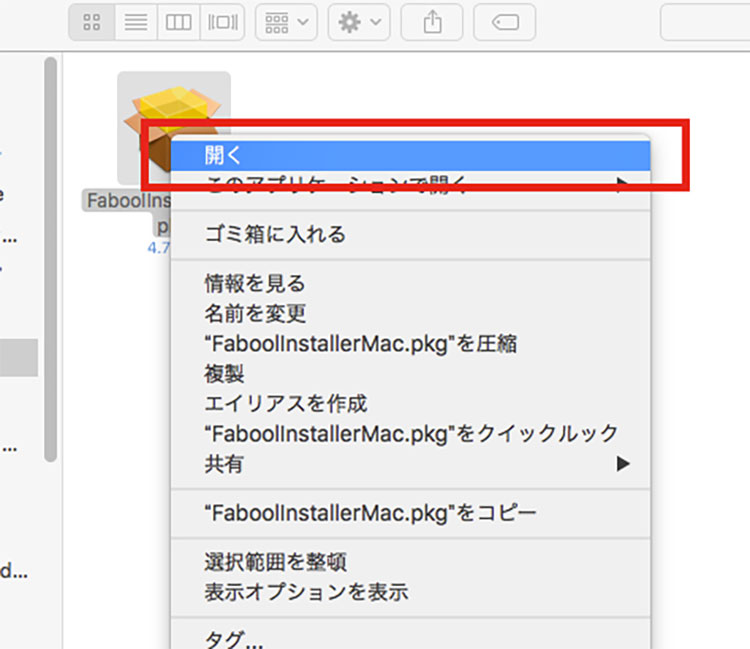 開く
このアプリケーションで開く
FaboolIns
4.7
ゴミ箱に入れる
情報を見る
名前を変更
“FaboolInstallerMac.pkg"を圧縮
複製
エイリアスを作成
“FaboolInstallerMac.pkg"をクイックルック
共有
“FaboolInstallerMac.pkg"をコピー
選択範囲を整頓
d...
表示オプションを表示
タグ...